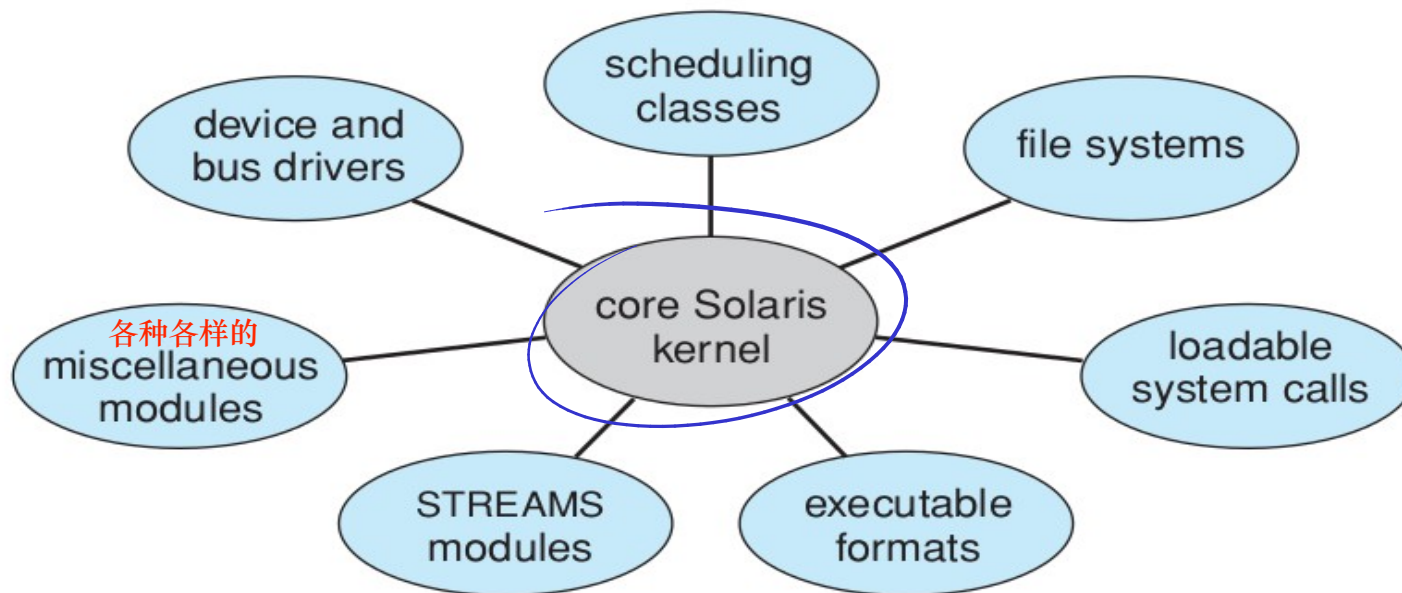 scheduling
classes
device and
bus drivers
file systems
core Solaris
kernel
各种各样的
miscellaneous
modules
loadable
system calls
STREAMS
modules
executable
formats